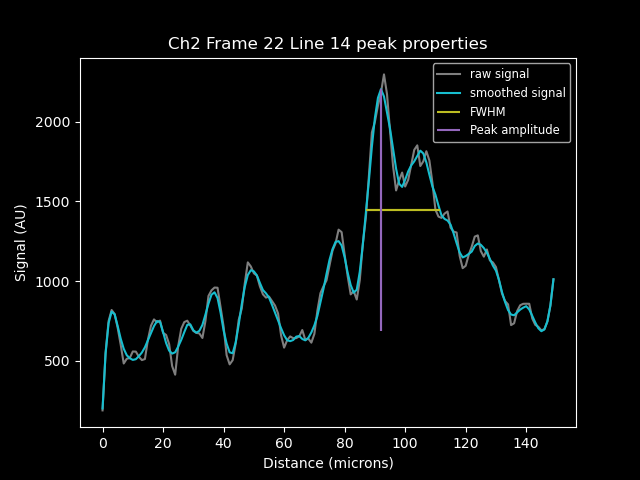 Ch2 Frame 22 Line 14 peak properties
raw signal
smoothed signal
FWHM
Peak amplitude
Signal (AU)
2000
1500
1000
500
0 20 40 60 80 100 120 140
Distance (microns)